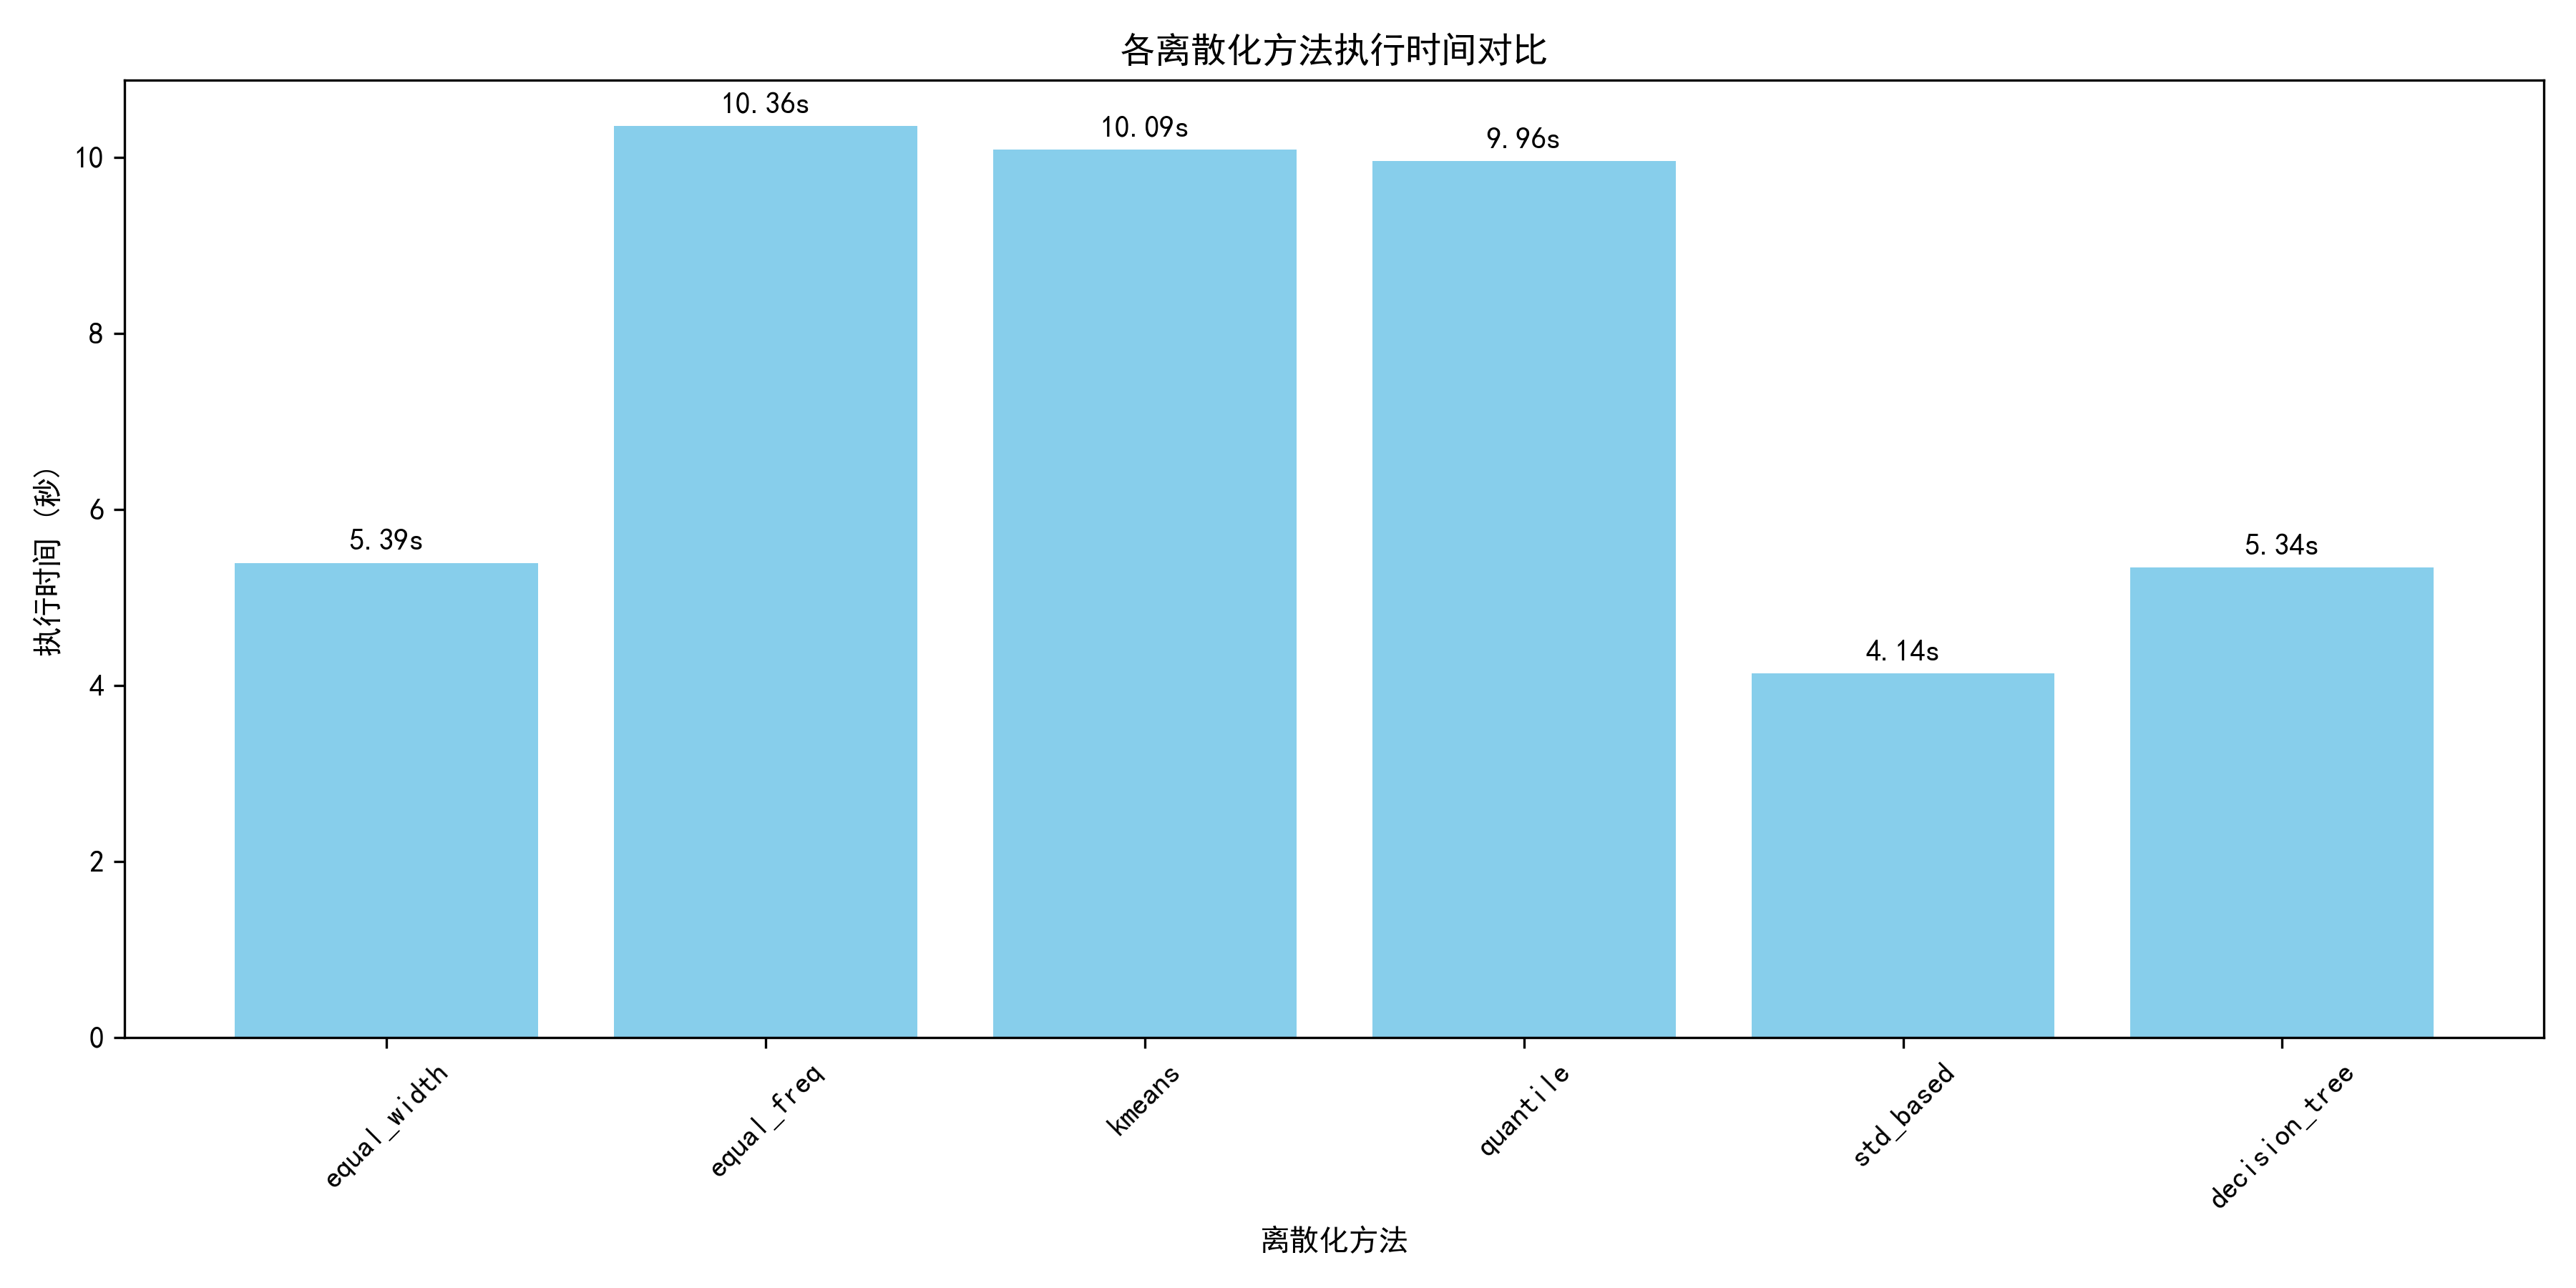 各离散化方法执行时间对比
10.36s
10.09s
9.96s
5.39s
4.14s
5.34s
10
8
6
4
2
0
执行时间 (秒)
equal_width
equal_freq
kmeans
quantile
std_based
decision_tree
离散化方法